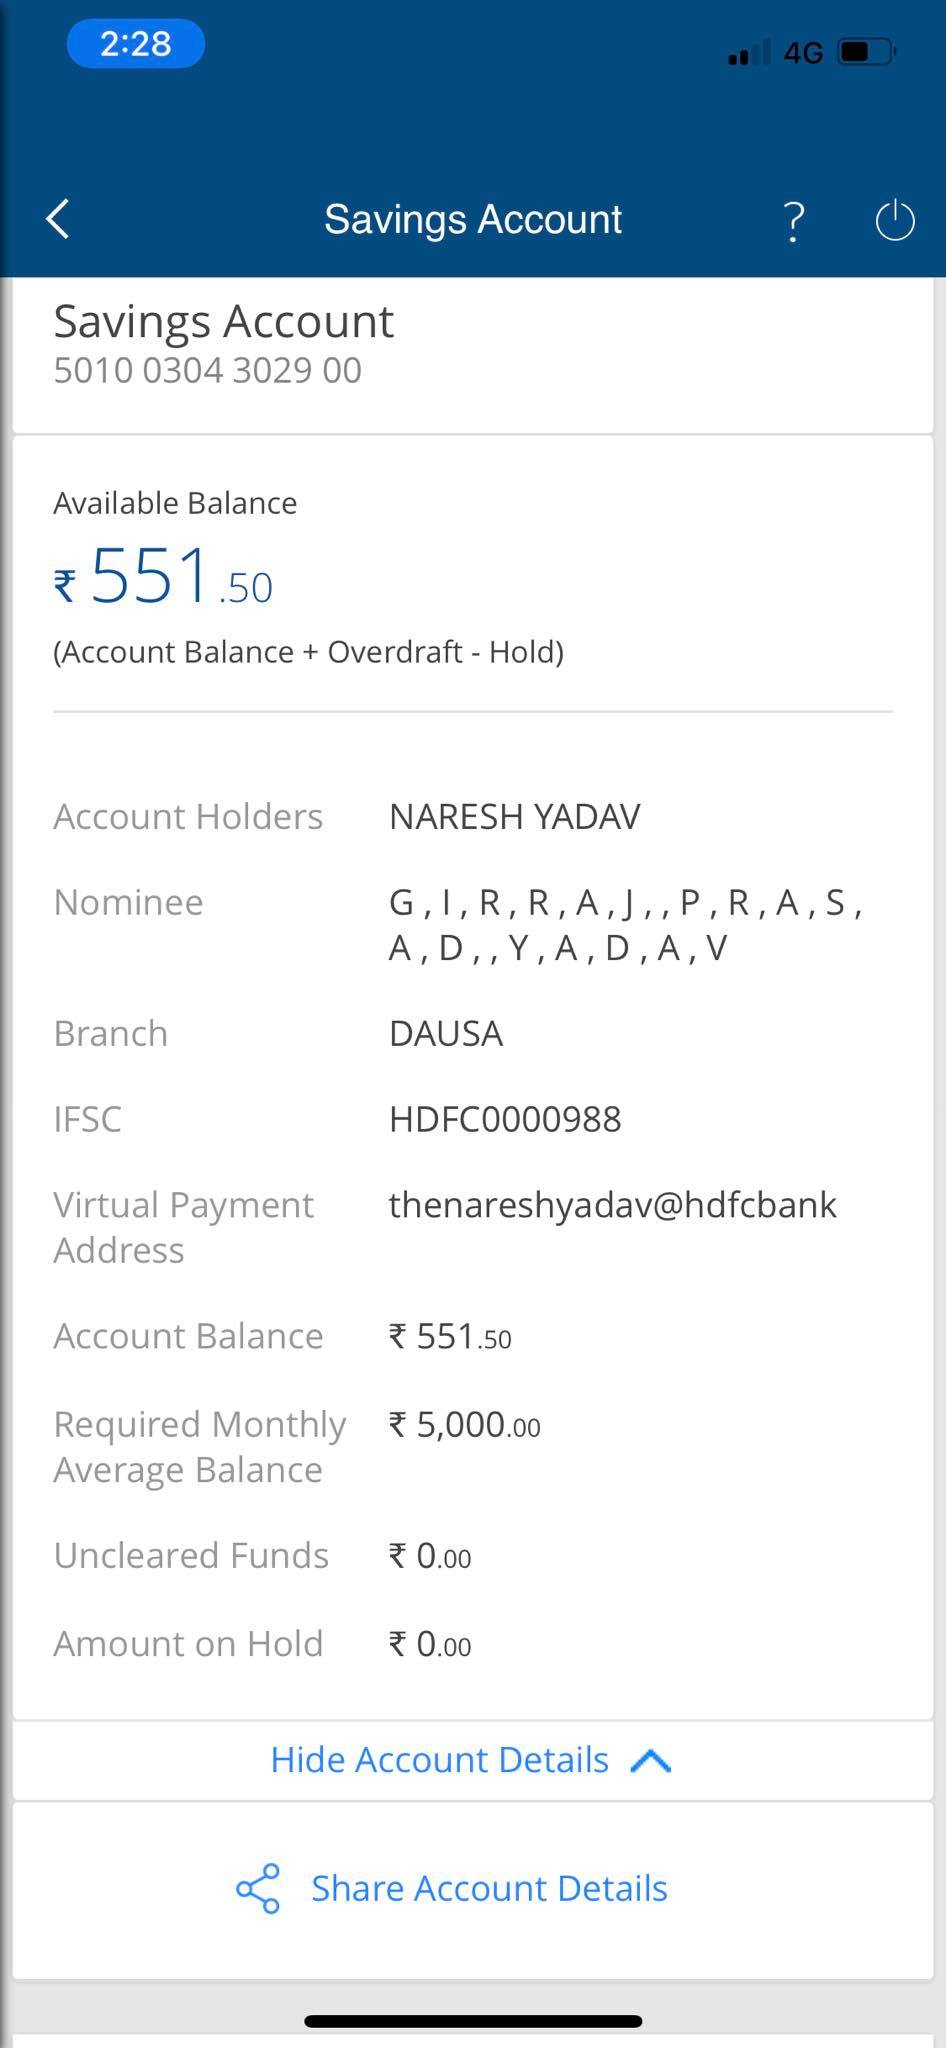 2:28
4G
Savings Account
?
Savings Account
5010 0304 3029 00
Available Balance
₹ 551.50
(Account Balance + Overdraft - Hold)
Account Holders NARESH YADAV
Nominee G , I , R , R , A , J , , P , R , A , S ,
A , D , , Y , A , D , A , V
Branch DAUSA
IFSC HDFC0000988
Virtual Payment thenareshyadav@hdfcbank
Address
Account Balance ₹ 551.50
Required Monthly ₹ 5,000.00
Average Balance
Uncleared Funds ₹ 0.00
Amount on Hold ₹ 0.00
Hide Account Details
Share Account Details